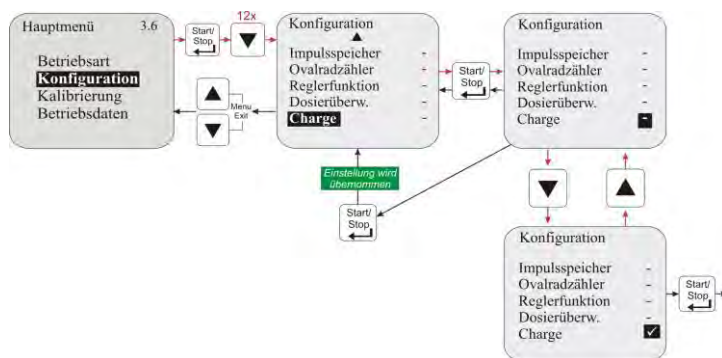 Hauptmenü 3.6
Betriebsart
Konfiguration
Kalibrierung
Betriebsdaten
Start/
Stop
12x
Menu
Exit
Konfiguration
Impulsspeicher -
Ovalradzähler -
Reglerfunktion -
Dosierüberw. -
Charge -
Start/
Stop
Konfiguration
Impulsspeicher -
Ovalradzähler -
Reglerfunktion -
Dosierüberw. -
Charge -
Einstellung wird
übernommen
Start/
Stop
Konfiguration
Impulsspeicher -
Ovalradzähler -
Reglerfunktion -
Dosierüberw. -
Charge ✓
Start/
Stop